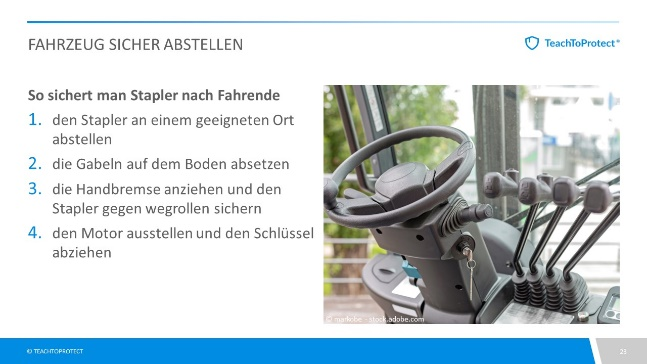 FAHRZEUG SICHER ABSTELLEN
TeachToProtect®
So sichert man Stapler nach Fahrende
1. den Stapler an einem geeigneten Ort
abstellen
2. die Gabeln auf dem Boden absetzen
3. die Handbremse anziehen und den
Stapler gegen wegrollen sichern
4. den Motor ausstellen und den Schlüssel
abziehen
stock.adobe.com
© TEACHTOPROTECT
25